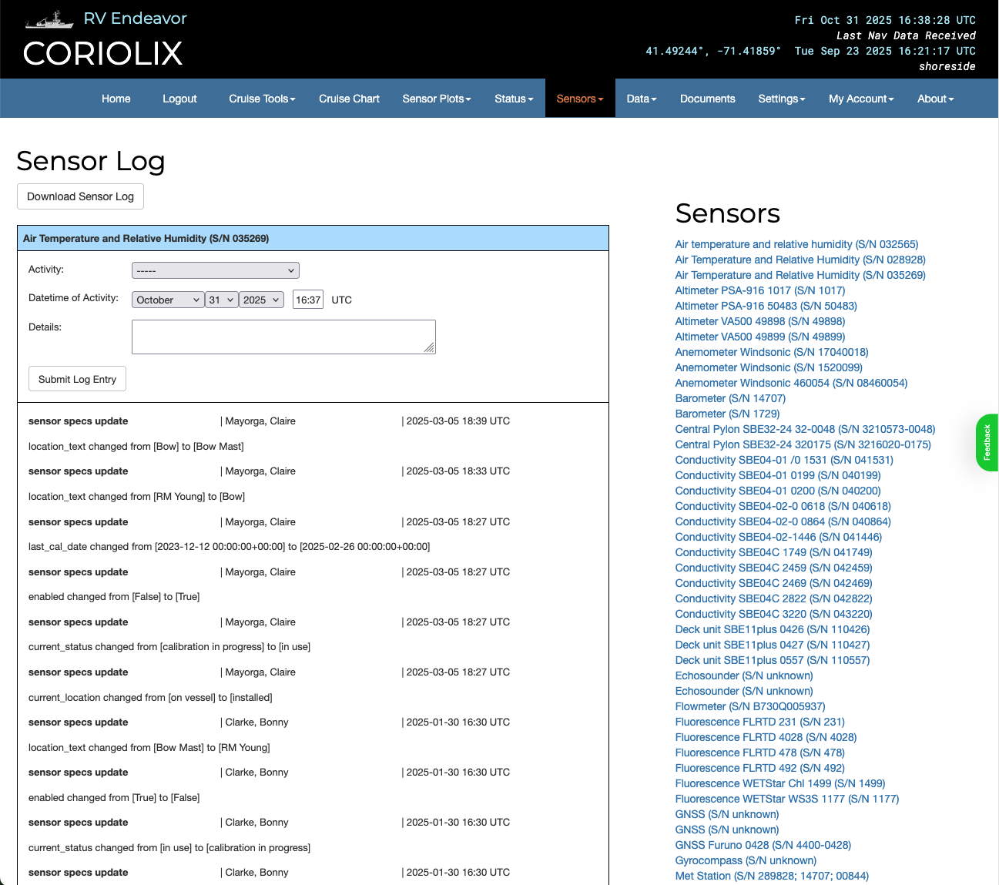 RV Endeavor
CORIOLIX
Fri Oct 31 2025 16:38:28 UTC
Last Nav Data Received
41.49244°, -71.41859° Tue Sep 23 2025 16:21:17 UTC
shoreside
Home Logout Cruise Tools Cruise Chart Sensor Plots Status Sensors Data Documents Settings My Account About
Sensor Log
Download Sensor Log
Air Temperature and Relative Humidity (S/N 035269)
Activity: -----
Datetime of Activity: October 31 2025 16:37 UTC
Details:
Submit Log Entry
sensor specs update | Mayorga, Claire | 2025-03-05 18:39 UTC
location_text changed from [Bow] to [Bow Mast]
sensor specs update | Mayorga, Claire | 2025-03-05 18:33 UTC
location_text changed from [RM Young] to [Bow]
sensor specs update | Mayorga, Claire | 2025-03-05 18:27 UTC
last_cal_date changed from [2023-12-12 00:00:00+00:00] to [2025-02-26 00:00:00+00:00]
sensor specs update | Mayorga, Claire | 2025-03-05 18:27 UTC
enabled changed from [False] to [True]
sensor specs update | Mayorga, Claire | 2025-03-05 18:27 UTC
current_status changed from [calibration in progress] to [in use]
sensor specs update | Mayorga, Claire | 2025-03-05 18:27 UTC
current_location changed from [on vessel] to [installed]
sensor specs update | Clarke, Bonny | 2025-01-30 16:30 UTC
location_text changed from [Bow Mast] to [RM Young]
sensor specs update | Clarke, Bonny | 2025-01-30 16:30 UTC
enabled changed from [True] to [False]
sensor specs update | Clarke, Bonny | 2025-01-30 16:30 UTC
current_status changed from [in use] to [calibration in progress]
sensor specs update | Clarke, Bonny | 2025-01-30 16:30 UTC
Sensors
Air temperature and relative humidity (S/N 032565)
Air Temperature and Relative Humidity (S/N 028928)
Air Temperature and Relative Humidity (S/N 035269)
Altimeter PSA-916 1017 (S/N 1017)
Altimeter PSA-916 50483 (S/N 50483)
Altimeter VA500 49898 (S/N 49898)
Altimeter VA500 49899 (S/N 49899)
Anemometer Windsonic (S/N 17040018)
Anemometer Windsonic (S/N 1520099)
Anemometer Windsonic 460054 (S/N 08460054)
Barometer (S/N 14707)
Barometer (S/N 1729)
Central Pylon SBE32-24 32-0048 (S/N 3210573-0048)
Central Pylon SBE32-24 320175 (S/N 3216020-0175)
Conductivity SBE04-01 /0 1531 (S/N 041531)
Conductivity SBE04-01 0199 (S/N 040199)
Conductivity SBE04-01 0200 (S/N 040200)
Conductivity SBE04-02-0 0618 (S/N 040618)
Conductivity SBE04-02-0 0864 (S/N 040864)
Conductivity SBE04-02-1446 (S/N 041446)
Conductivity SBE04C 1749 (S/N 041749)
Conductivity SBE04C 2459 (S/N 042459)
Conductivity SBE04C 2469 (S/N 042469)
Conductivity SBE04C 2822 (S/N 042822)
Conductivity SBE04C 3220 (S/N 043220)
Deck unit SBE11plus 0426 (S/N 110426)
Deck unit SBE11plus 0427 (S/N 110427)
Deck unit SBE11plus 0557 (S/N 110557)
Echosounder (S/N unknown)
Echosounder (S/N unknown)
Flowmeter (S/N B730Q005937)
Fluorescence FLRTD 231 (S/N 231)
Fluorescence FLRTD 4028 (S/N 4028)
Fluorescence FLRTD 478 (S/N 478)
Fluorescence FLRTD 492 (S/N 492)
Fluorescence WETStar Chl 1499 (S/N 1499)
Fluorescence WETStar WS3S 1177 (S/N 1177)
GNSS (S/N unknown)
GNSS (S/N unknown)
GNSS Furuno 0428 (S/N 4400-0428)
Gyrocompass (S/N unknown)
Met Station (S/N 289828; 14707; 00844)
Feedback